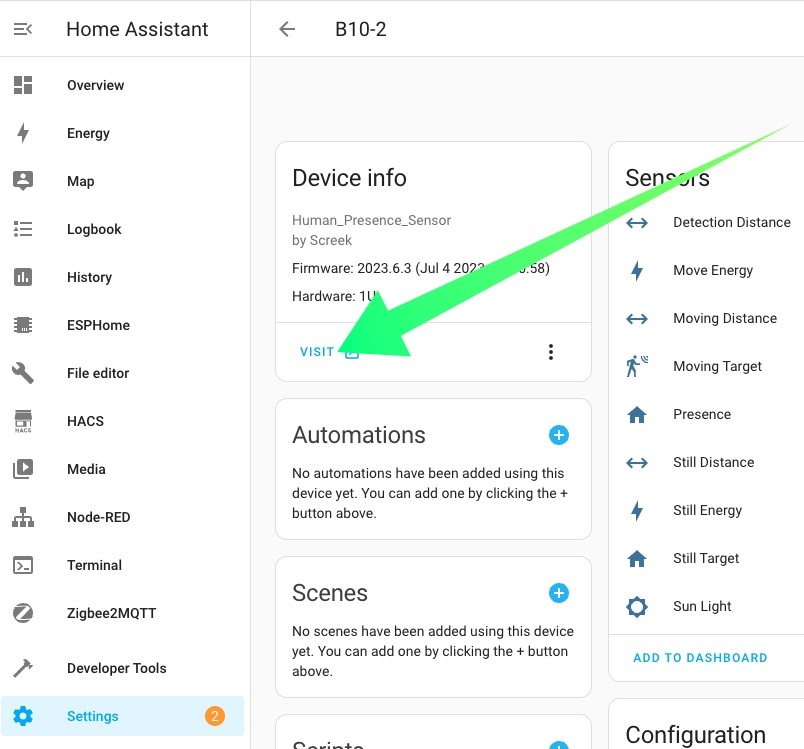 Home Assistant
B10-2
Overview
Energy
Map
Logbook
History
ESPHome
File editor
HACS
HACS
Media
Node-RED
Terminal
Zigbee2MQTT
Developer Tools
Settings
2
Device info
Human_Presence_Sensor
by Screek
Firmware: 2023.6.3 (Jul 4 2023
Hardware:
VISIT
Automations
No automations have been added using this
device yet. You can add one by clicking the +
button above.
Scenes
No scenes have been added using this device
yet. You can add one by clicking the + button
above.
Scripts
Sensors
Detection Distance
Move Energy
Moving Distance
Moving Target
Presence
Still Distance
Still Energy
Still Target
Sun Light
ADD TO DASHBOARD
Configuration